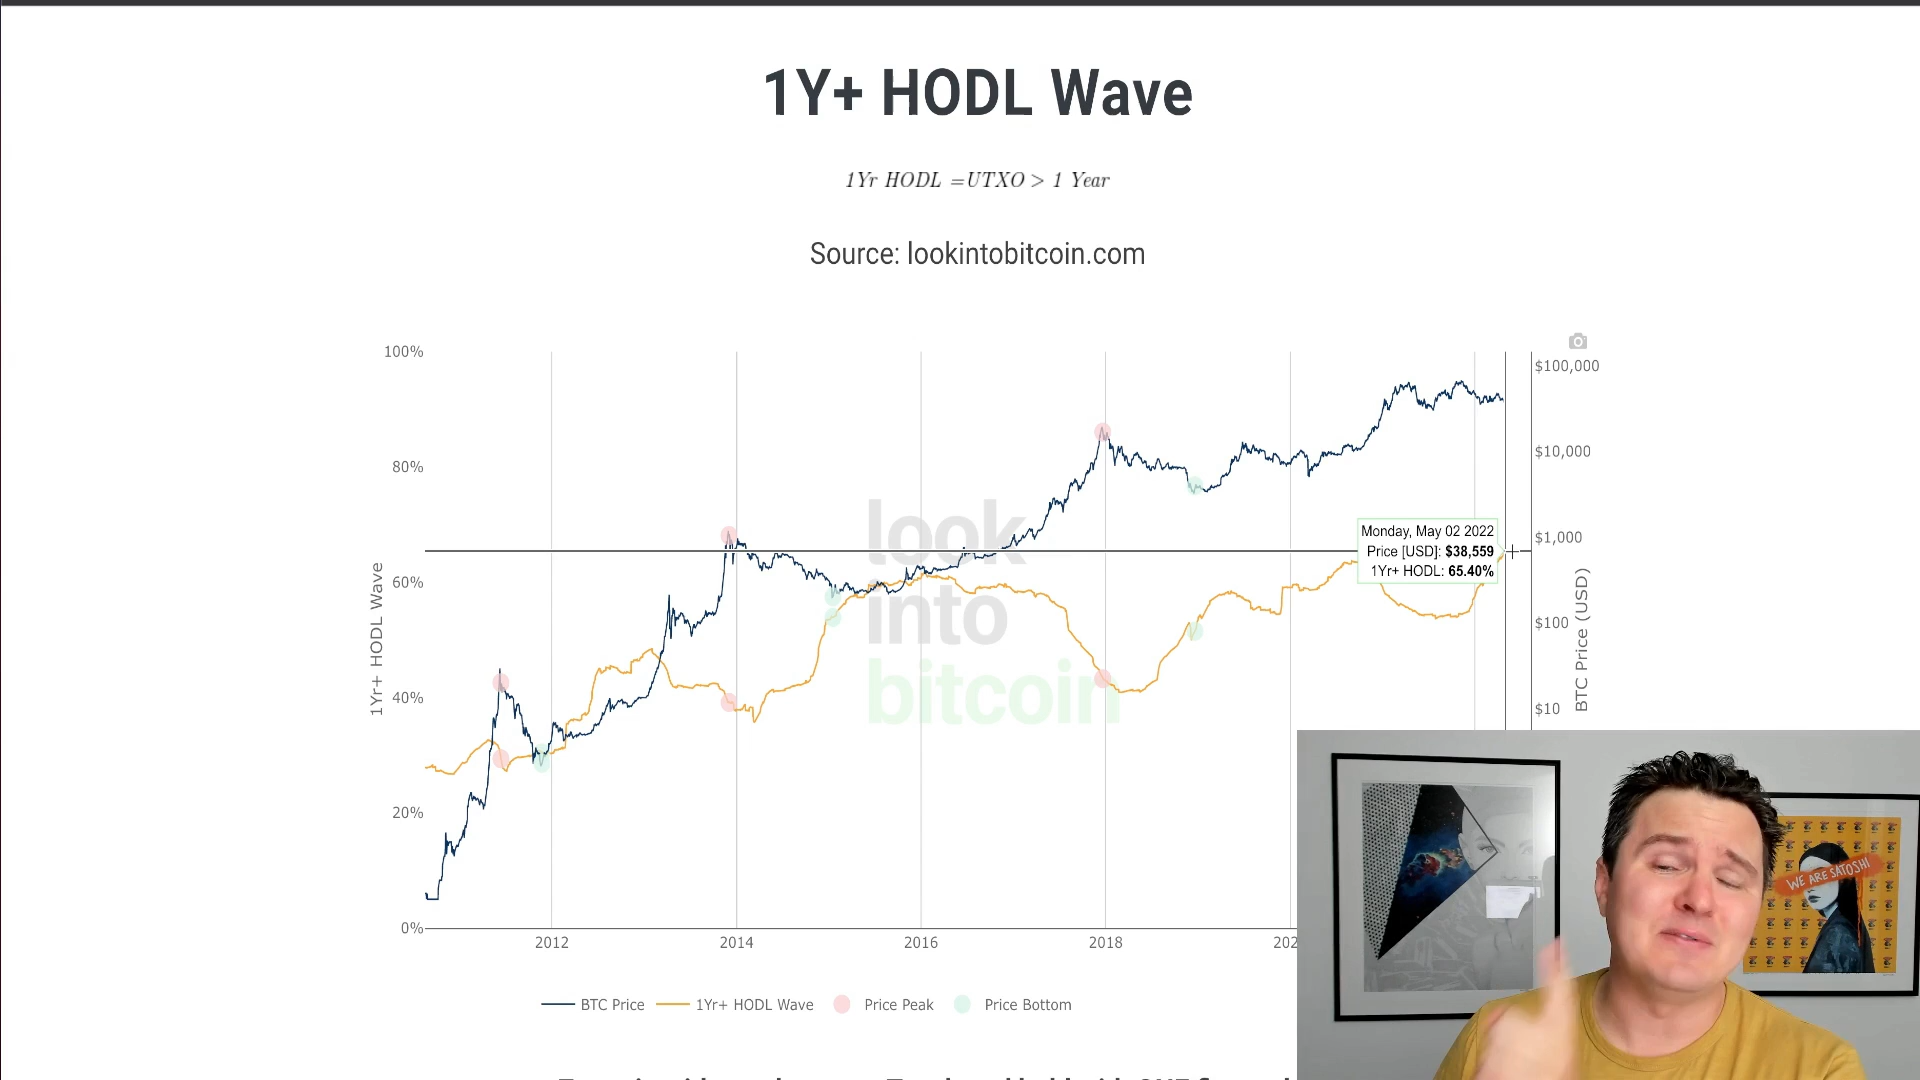 1Y+ HODL Wave
1Yr HODL =UTXO > 1 Year
Source: lookintobitcoin.com
100%
80%
60%
40%
20%
0%
1Yr+ HODL Wave
$100,000
$10,000
$1,000
$100
$10
BTC Price (USD)
look
into
bitcoin
Monday, May 02 2022
Price [USD]: $38,559
1Yr+ HODL: 65.40%
2012
2014
2016
2018
BTC Price
1Yr+ HODL Wave
Price Peak
Price Bottom
WE ARE SATOSHI